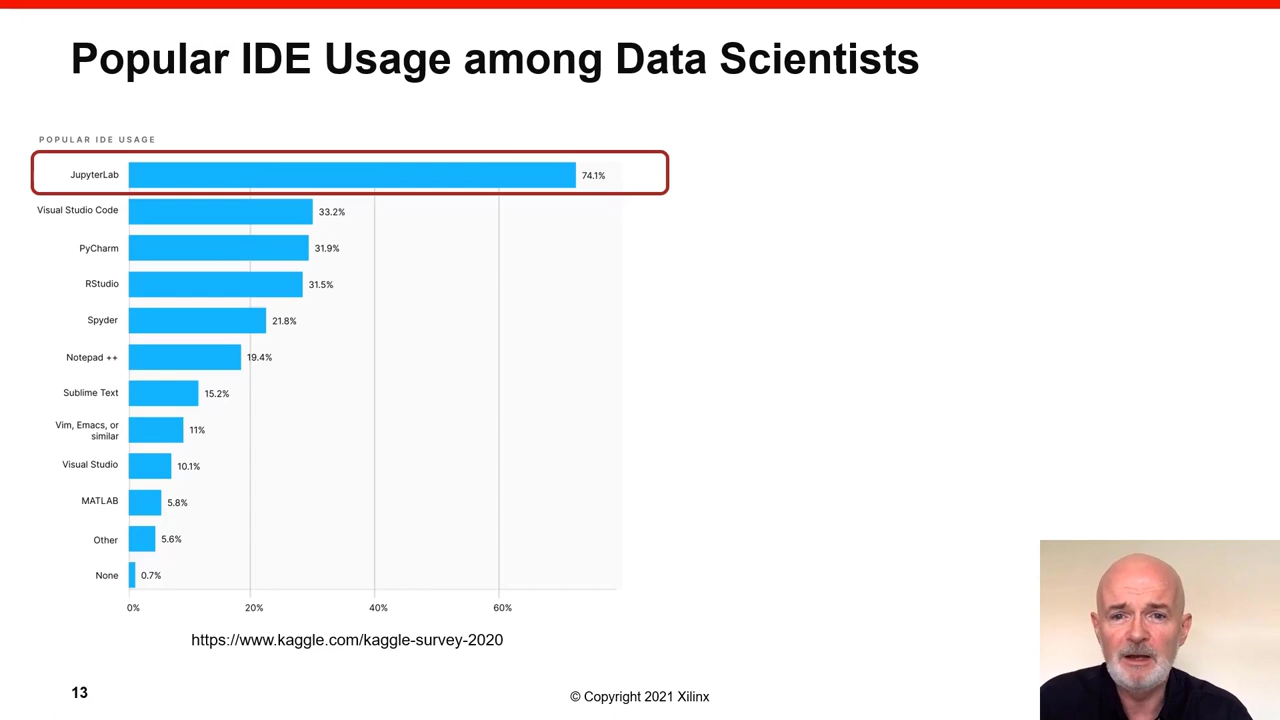 Popular IDE Usage among Data Scientists
POPULAR IDE USAGE
JupyterLab 74.1%
Visual Studio Code 33.2%
PyCharm 31.9%
RStudio 31.5%
Spyder 21.8%
Notepad ++ 19.4%
Sublime Text 15.2%
Vim, Emacs, or
similar 11%
Visual Studio 10.1%
MATLAB 5.8%
Other 5.6%
None 0.7%
0% 20% 40% 60%
https://www.kaggle.com/kaggle-survey-2020
13
© Copyright 2021 Xilinx